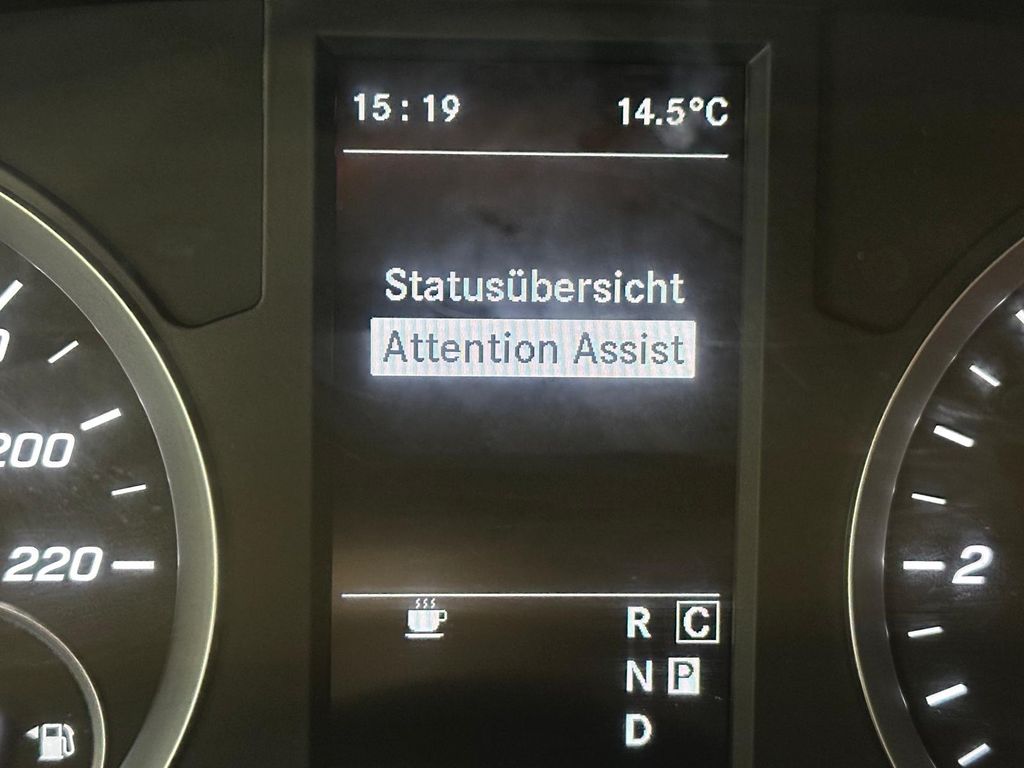 15:19 14.5°C
Statusübersicht
Attention Assist
200
220
2
R C
N P
D